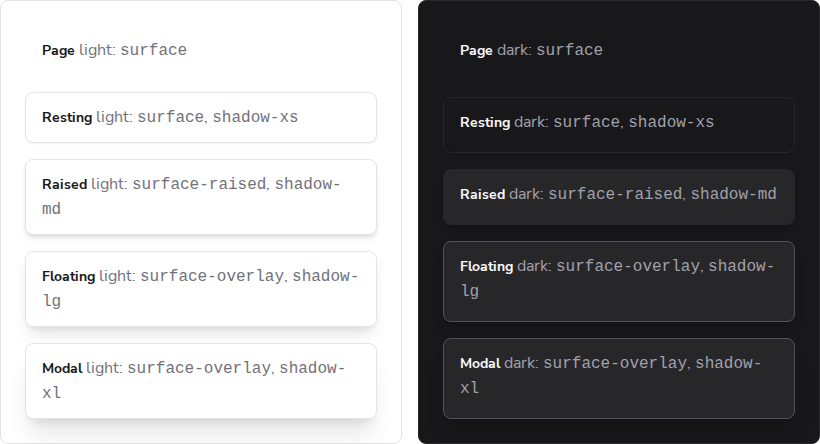 Page light: surface
Resting light: surface, shadow-xs
Raised light: surface-raised, shadow-
md
Floating light: surface-overlay, shadow-
lg
Modal light: surface-overlay, shadow-
xl
Page dark: surface
Resting dark: surface, shadow-xs
Raised dark: surface-raised, shadow-md
Floating dark: surface-overlay, shadow-
lg
Modal dark: surface-overlay, shadow-
xl